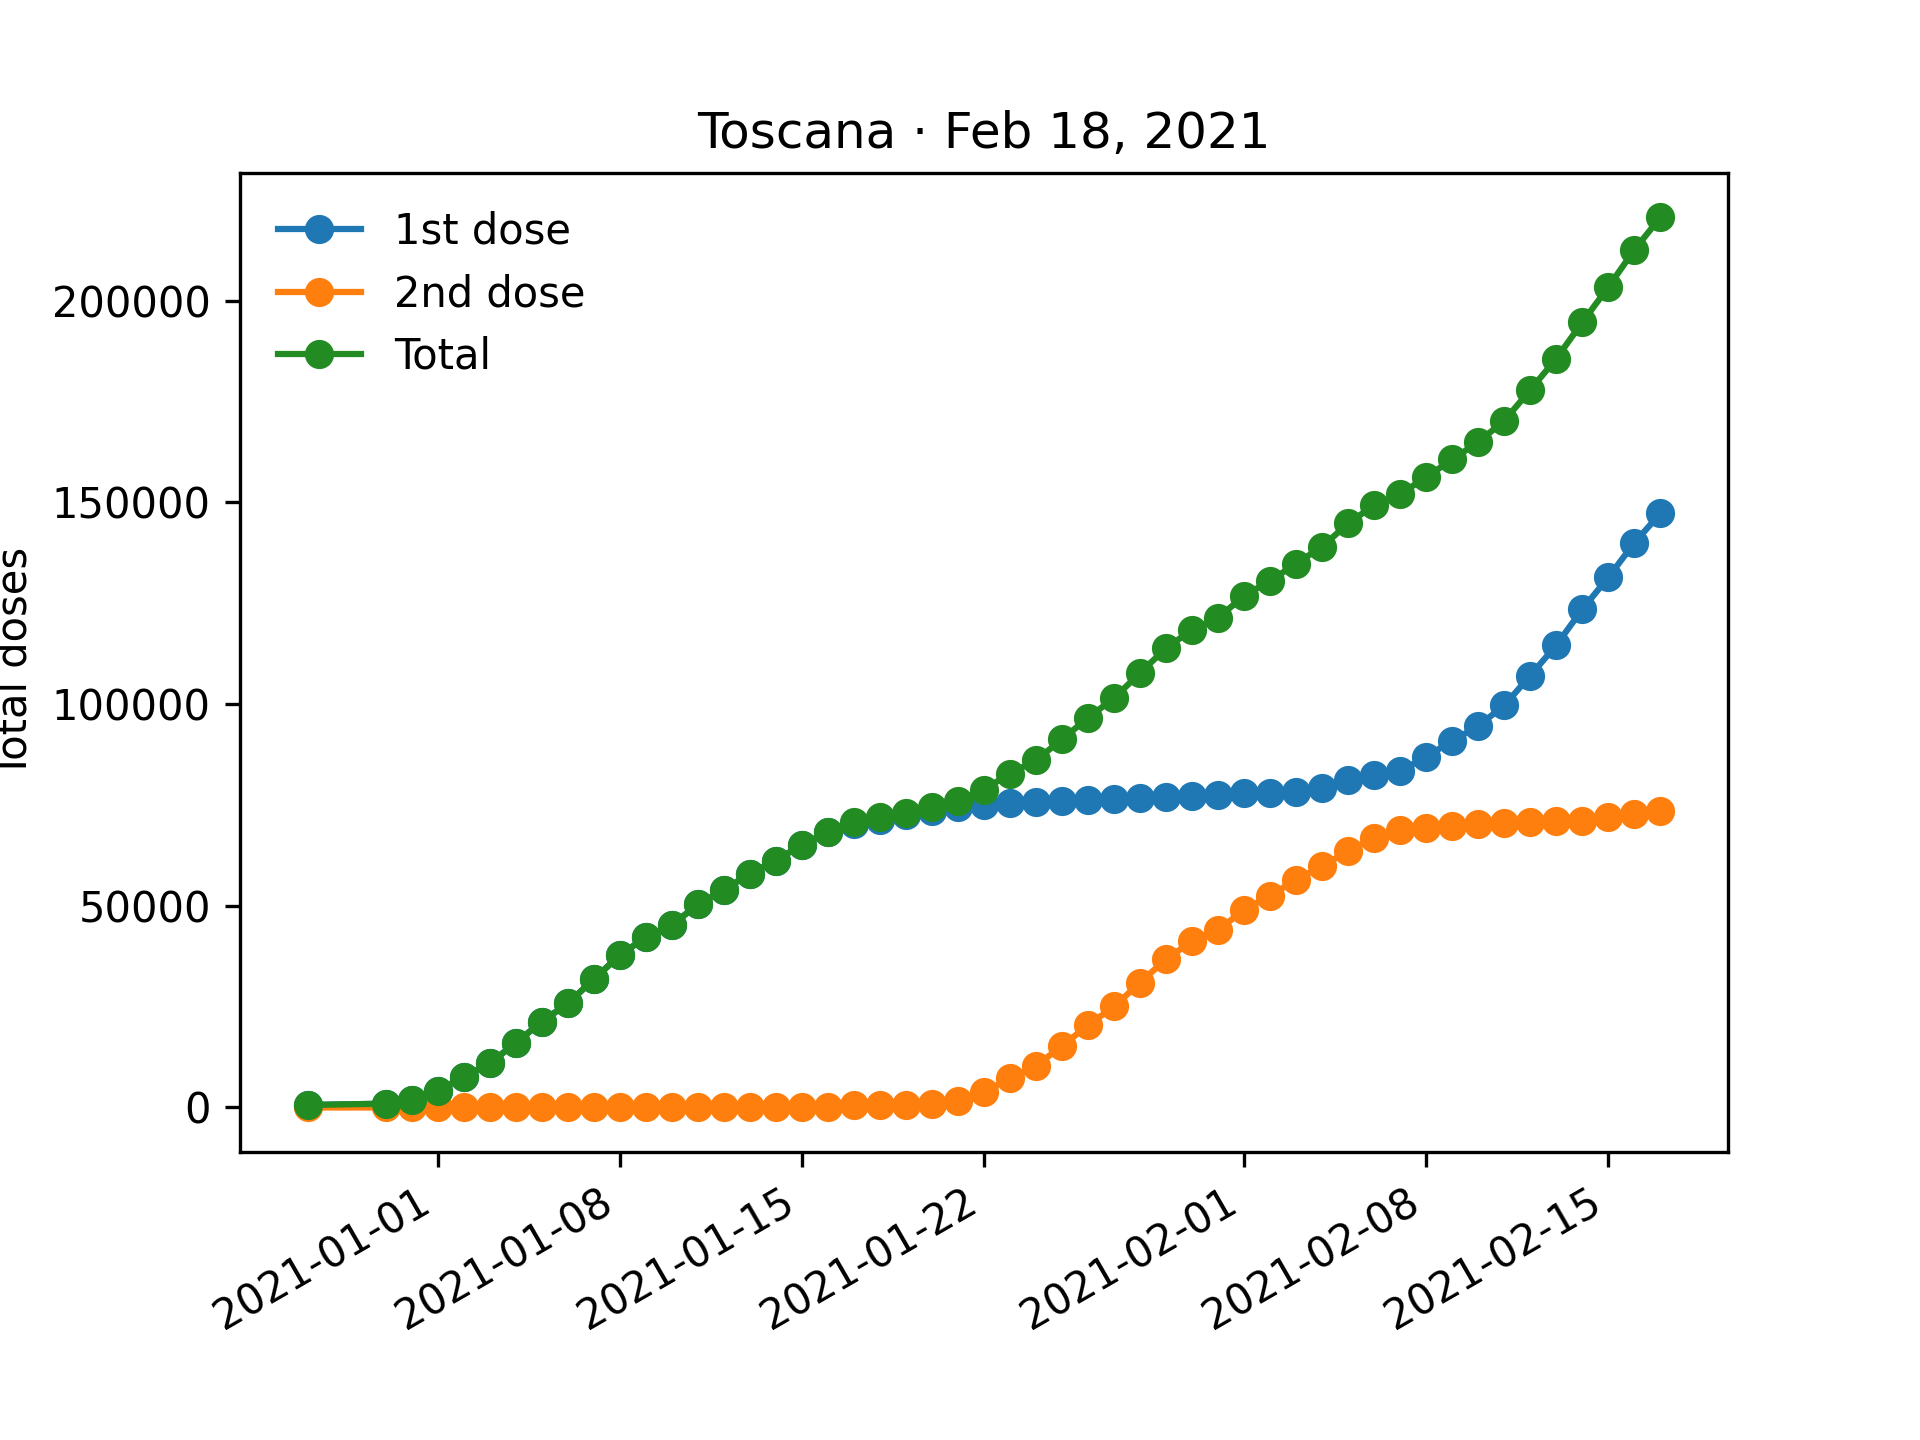 Toscana · Feb 18, 2021
1st dose
2nd dose
Total
200000
150000
100000
50000
0
Total doses
2021-01-01
2021-01-08
2021-01-15
2021-01-22
2021-02-01
2021-02-08
2021-02-15